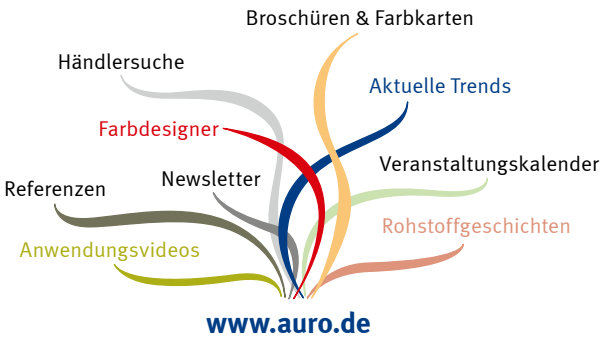 Broschüren & Farbkarten
Händlersuche
Aktuelle Trends
Farbdesigner
Veranstaltungskalender
Newsletter
Referenzen
Rohstoffgeschichten
Anwendungsvideos
www.auro.de